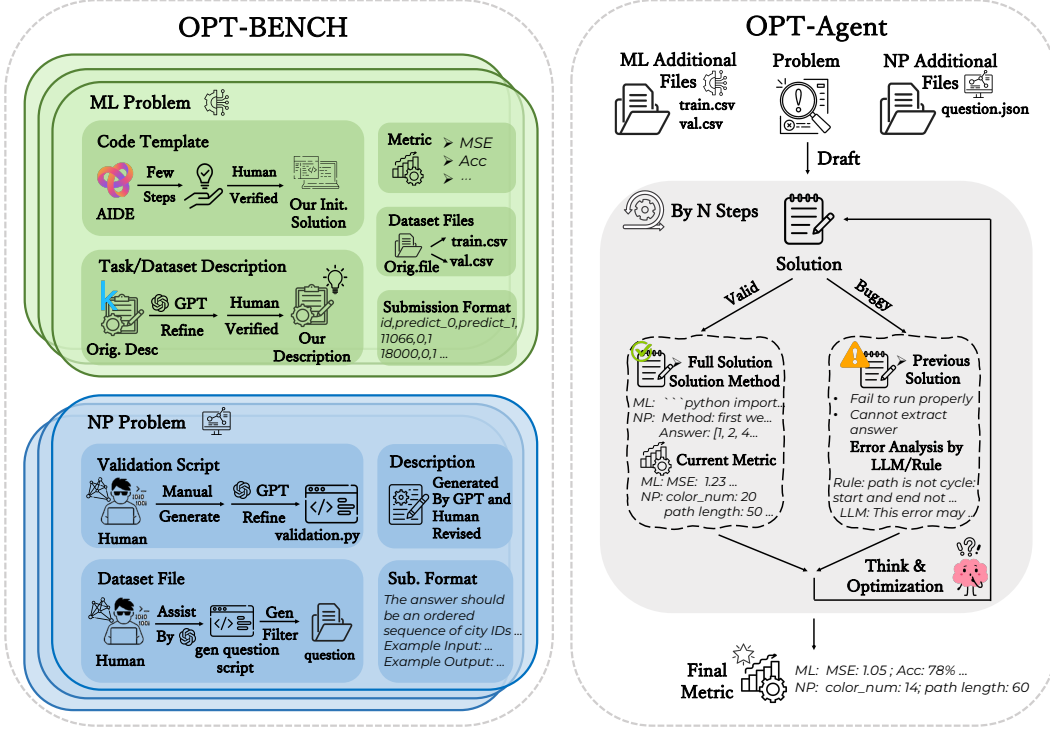 OPT-BENCH
ML Problem
Code Template
AIDE
Few
Steps
Human
Verified
Our Init.
Solution
Metric
MSE
Acc
...
Dataset Files
Orig.file
train.csv
val.csv
Task/Dataset Description
k
Orig. Desc
GPT
Refine
Human
Verified
Our
Description
Submission Format
id,predict_0,predict_1,
11066,0,1
18000,0,1 ...
NP Problem
Validation Script
Human
Manual
Generate
GPT
Refine
</>
validation.py
Description
Generated
By GPT and
Human
Revised
Dataset File
Human
Assist
By
</>
gen question
script
Gen
Filter
question
Sub. Format
The answer should
be an ordered
sequence of city IDs ...
Example Input: ...
Example Output: ...
OPT-Agent
ML Additional
Files
train.csv
val.csv
Problem
NP Additional
Files
question.json
Draft
By N Steps
Solution
Valid
Buggy
Full Solution
Solution Method
ML: ```python import...
NP: Method: first we...
Answer: [1, 2, 4...
Current Metric
ML: MSE: 1.23 ...
NP: color_num: 20
path length: 50 ...
Previous
Solution
Fail to run properly
Cannot extract
answer
Error Analysis by
LLM/Rule
Rule: path is not cycle:
start and end not ...
LLM: This error may ...
Think &
Optimization
Final
Metric
ML: MSE: 1.05 ; Acc: 78% ...
NP: color_num: 14; path length: 60